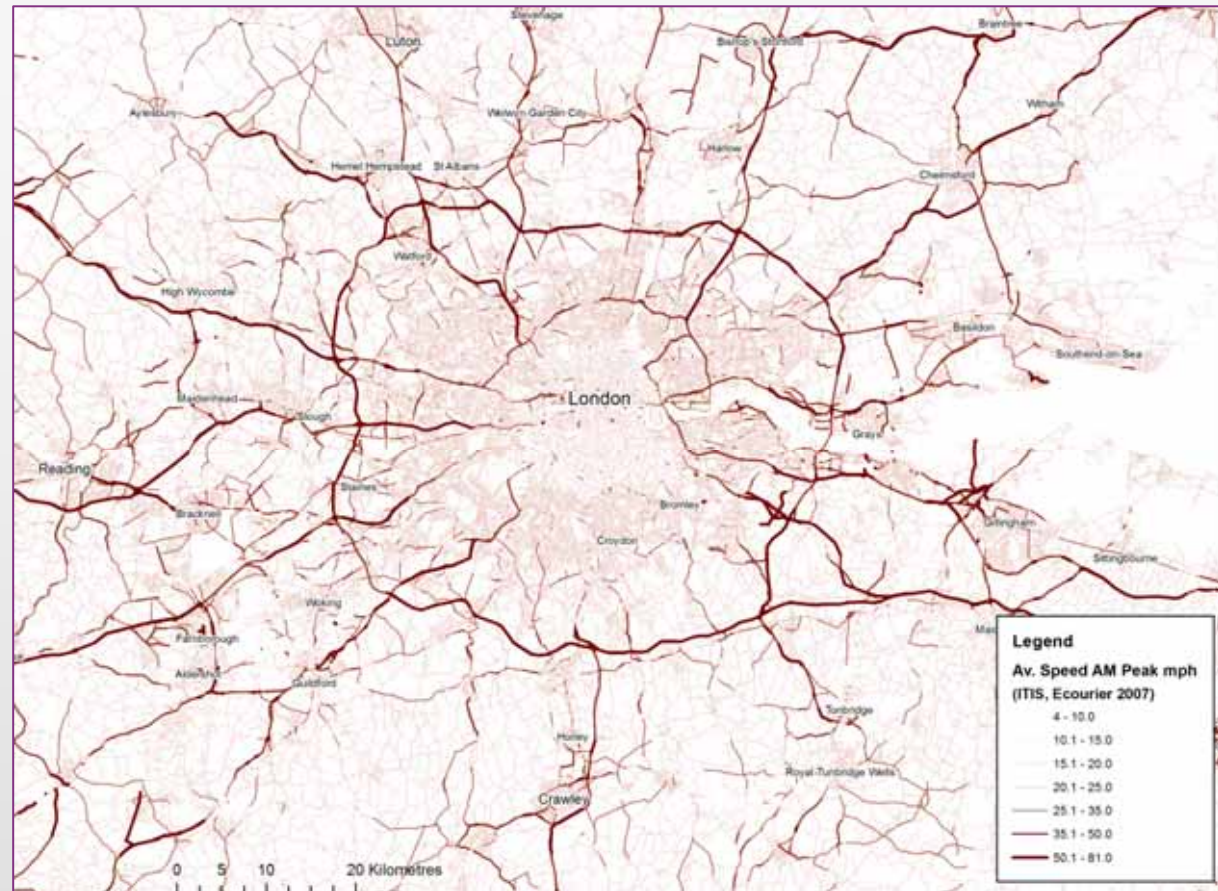 Stevenage
Braintree
Luton
Bishop's Stortford
Aylesbury
Welwyn Garden City
Witham
Harlow
Hemel Hempstead
St Albans
Chelmsford
Watford
High Wycombe
Basildon
Southend-on-Sea
Maidenhead
London
Slough
Grays
Reading
Staines
Bromley
Bracknell
Gillingham
Croydon
Sittingbourne
Woking
Farnborough
Aldershot
Guildford
Tonbridge
Horley
Royal Tunbridge Wells
Crawley
0 5 10 20 Kilometres
Legend
Av. Speed AM Peak mph
(ITIS, Ecourier 2007)
4 - 10.0
10.1 - 15.0
15.1 - 20.0
20.1 - 25.0
25.1 - 35.0
35.1 - 50.0
50.1 - 81.0